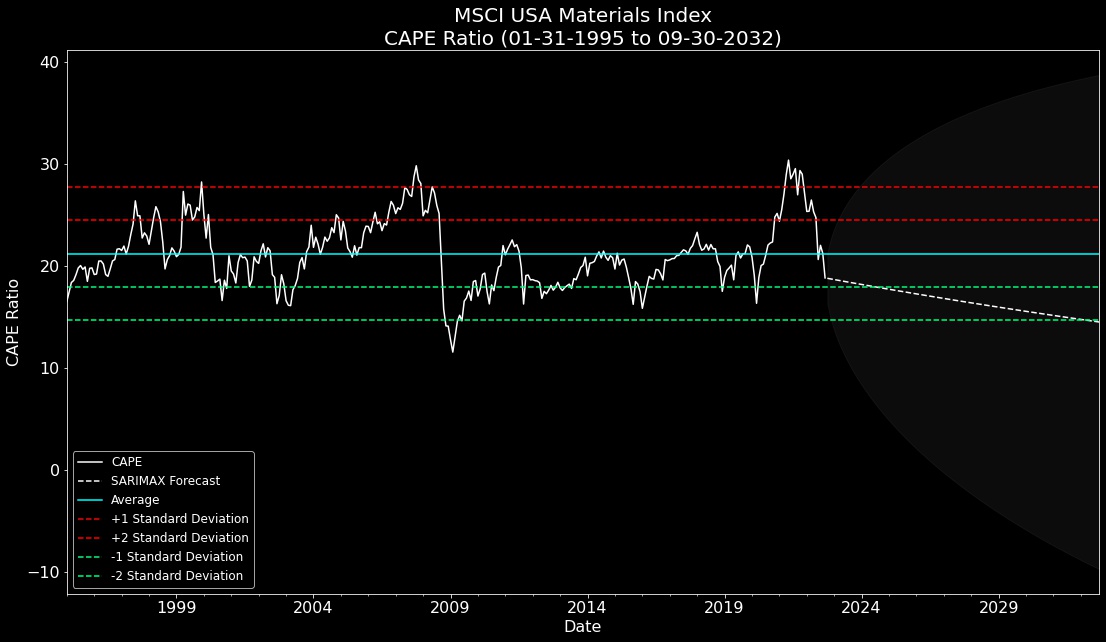 MSCI USA Materials Index
CAPE Ratio (01-31-1995 to 09-30-2032)
40
30
20
10
0
−10
CAPE Ratio
CAPE
SARIMAX Forecast
Average
+1 Standard Deviation
+2 Standard Deviation
-1 Standard Deviation
-2 Standard Deviation
1999 2004 2009 2014 2019 2024 2029
Date